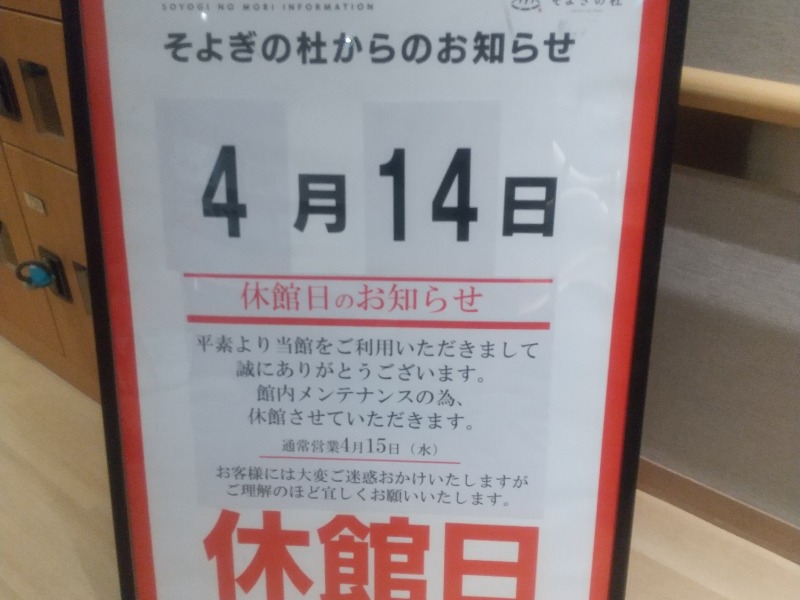 SOYOGI NO MORI INFORMATION
そよぎの杜
そよぎの杜からのお知らせ
4月14日
休館日のお知らせ
平素より当館をご利用いただきまして
誠にありがとうございます。
館内メンテナンスの為、
休館させていただきます。
通常営業4月15日（水）
お客様には大変ご迷惑おかけいたしますが
ご理解のほど宜しくお願いいたします。
休館日